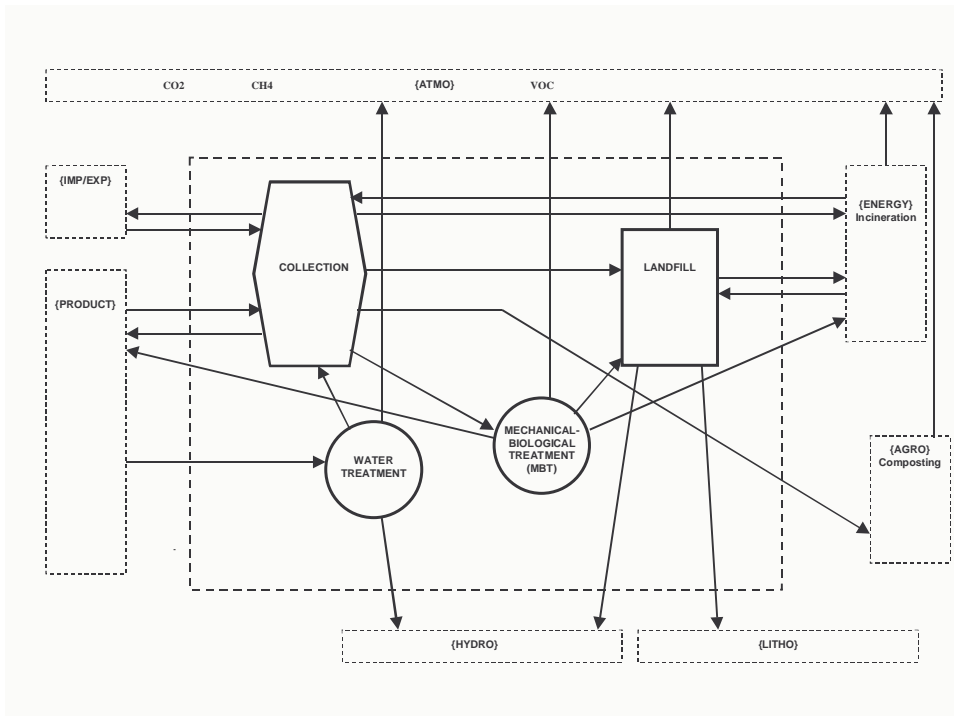 CO2 CH4 {ATMO} VOC
{IMP/EXP}
{ENERGY}
Incineration
COLLECTION
LANDFILL
{PRODUCT}
MECHANICAL-
BIOLOGICAL
TREATMENT
(MBT)
WATER
TREATMENT
{AGRO}
Composting
-
{HYDRO}
{LITHO}